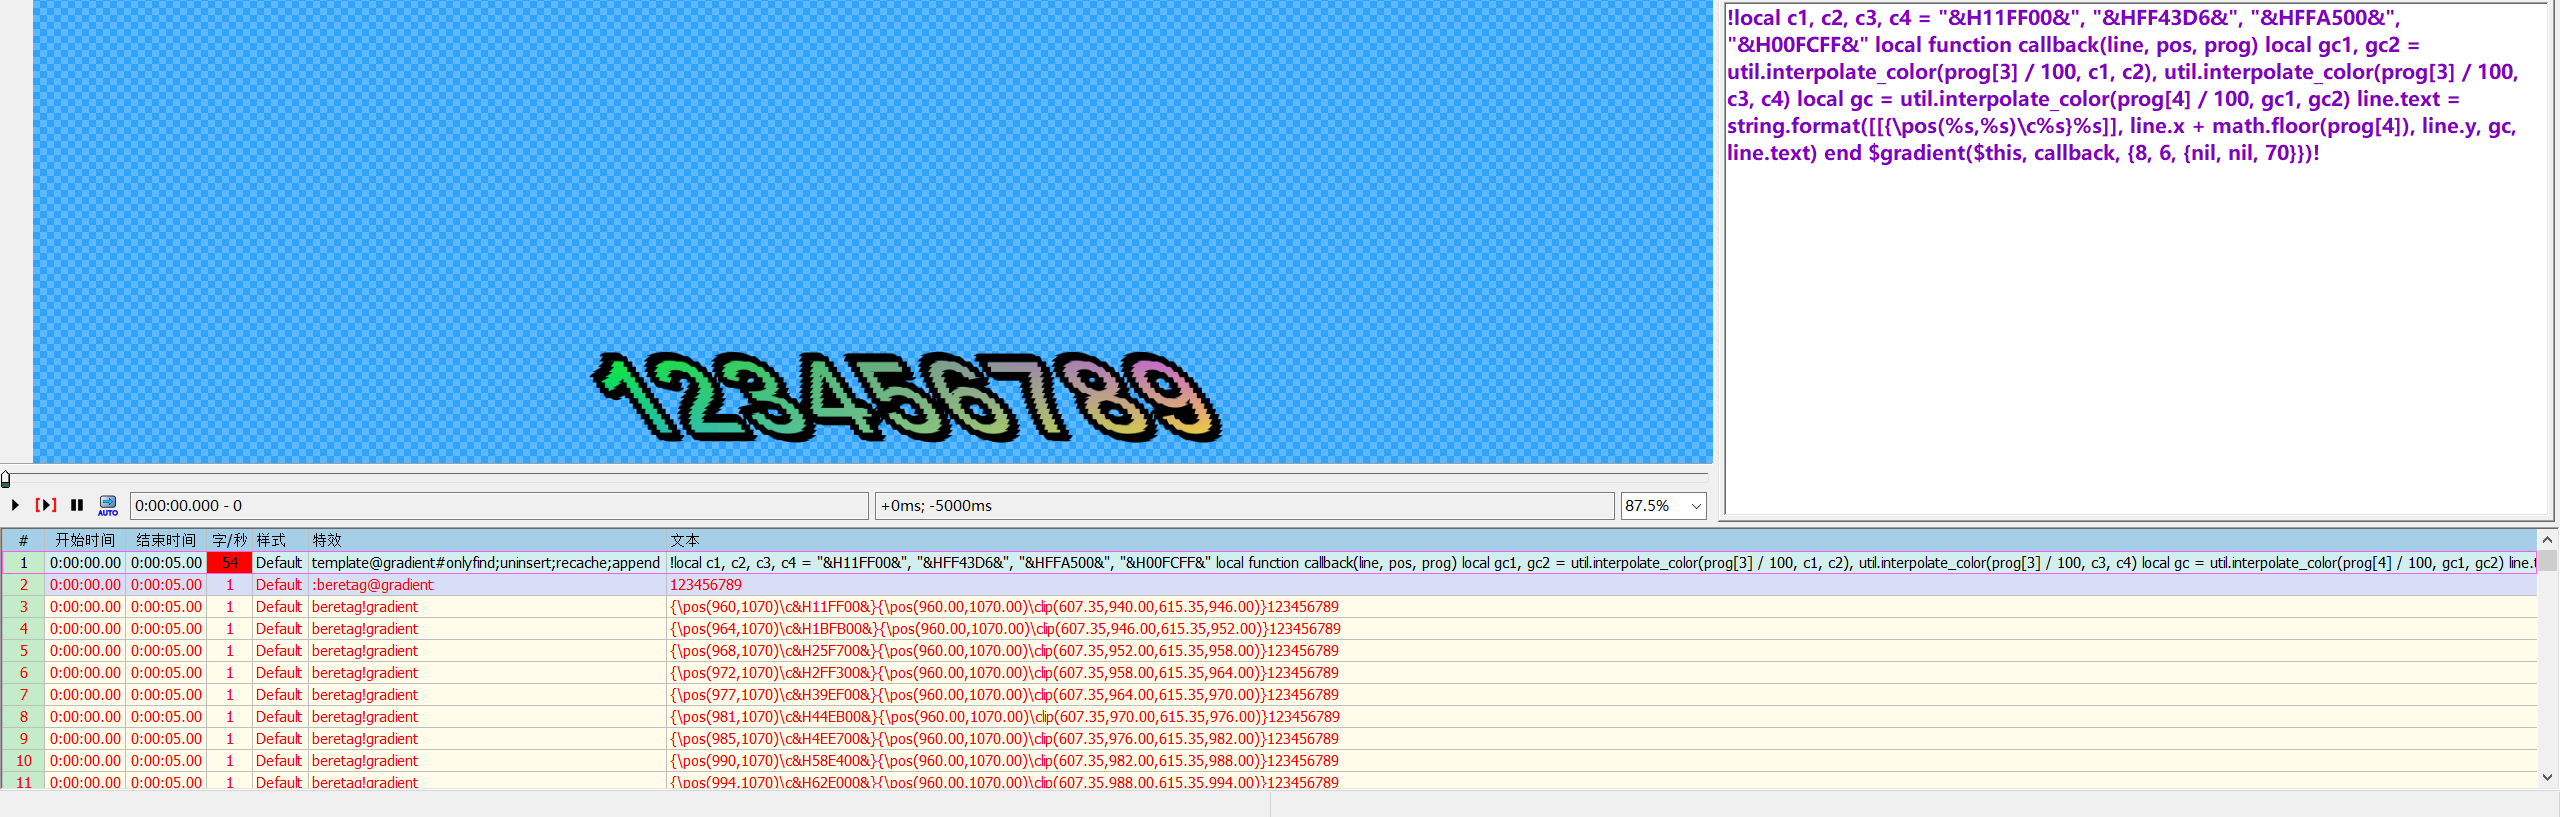 !local c1, c2, c3, c4 = "&H11FF00&", "&HFF43D6&", "&HFFA500&",
"&H00FCFF&" local function callback(line, pos, prog) local gc1, gc2 =
util.interpolate_color(prog[3] / 100, c1, c2), util.interpolate_color(prog[3] / 100,
c3, c4) local gc = util.interpolate_color(prog[4] / 100, gc1, gc2) line.text =
string.format([[{\pos(%s,%s)\c%s}%s]], line.x + math.floor(prog[4]), line.y, gc,
line.text) end $gradient($this, callback, {8, 6, {nil, nil, 70}})!
123456789
AUTO
0:00:00.000 - 0
+0ms; -5000ms
87.5%
# 开始时间 结束时间 字/秒 样式 特效 文本
1 0:00:00.00 0:00:05.00 54 Default template@gradient#onlyfind;uninsert;recache;append !local c1, c2, c3, c4 = "&H11FF00&", "&HFF43D6&", "&HFFA500&", "&H00FCFF&" local function callback(line, pos, prog) local gc1, gc2 = util.interpolate_color(prog[3] / 100, c1, c2), util.interpolate_color(prog[3] / 100, c3, c4) local gc = util.interpolate_color(prog[4] / 100, gc1, gc2) line.t
2 0:00:00.00 0:00:05.00 1 Default :beretag@gradient 123456789
3 0:00:00.00 0:00:05.00 1 Default beretag!gradient {\pos(960,1070)\c&H11FF00&}{\pos(960.00,1070.00)\clip(607.35,940.00,615.35,946.00)}123456789
4 0:00:00.00 0:00:05.00 1 Default beretag!gradient {\pos(964,1070)\c&H1BFB00&}{\pos(960.00,1070.00)\clip(607.35,946.00,615.35,952.00)}123456789
5 0:00:00.00 0:00:05.00 1 Default beretag!gradient {\pos(968,1070)\c&H25F700&}{\pos(960.00,1070.00)\clip(607.35,952.00,615.35,958.00)}123456789
6 0:00:00.00 0:00:05.00 1 Default beretag!gradient {\pos(972,1070)\c&H2FF300&}{\pos(960.00,1070.00)\clip(607.35,958.00,615.35,964.00)}123456789
7 0:00:00.00 0:00:05.00 1 Default beretag!gradient {\pos(977,1070)\c&H39EF00&}{\pos(960.00,1070.00)\clip(607.35,964.00,615.35,970.00)}123456789
8 0:00:00.00 0:00:05.00 1 Default beretag!gradient {\pos(981,1070)\c&H44EB00&}{\pos(960.00,1070.00)\clip(607.35,970.00,615.35,976.00)}123456789
9 0:00:00.00 0:00:05.00 1 Default beretag!gradient {\pos(985,1070)\c&H4EE700&}{\pos(960.00,1070.00)\clip(607.35,976.00,615.35,982.00)}123456789
10 0:00:00.00 0:00:05.00 1 Default beretag!gradient {\pos(990,1070)\c&H58E400&}{\pos(960.00,1070.00)\clip(607.35,982.00,615.35,988.00)}123456789
11 0:00:00.00 0:00:05.00 1 Default beretag!gradient {\pos(994,1070)\c&H62E000&}{\pos(960.00,1070.00)\clip(607.35,988.00,615.35,994.00)}123456789